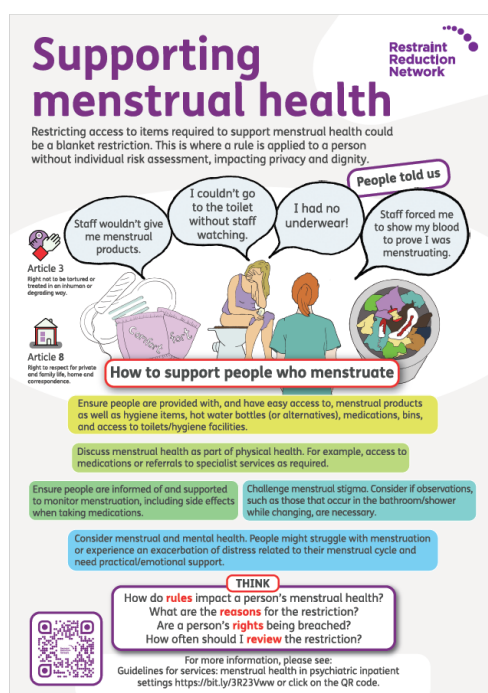 Supporting
menstrual health
Restraint
Reduction
Network
Restricting access to items required to support menstrual health could
be a blanket restriction. This is where a rule is applied to a person
without individual risk assessment, impacting privacy and dignity.
People told us
Staff wouldn't give
me menstrual
products.
I couldn't go
to the toilet
without staff
watching.
I had no
underwear!
Staff forced me
to show my blood
to prove I was
menstruating.
Article 3
Right not to be tortured or
treated in an inhuman or
degrading way.
Article 8
Right to respect for private
and family life, home and
correspondence.
How to support people who menstruate
Ensure people are provided with, and have easy access to, menstrual products
as well as hygiene items, hot water bottles (or alternatives), medications, bins,
and access to toilets/hygiene facilities.
Discuss menstrual health as part of physical health. For example, access to
medications or referrals to specialist services as required.
Ensure people are informed of and supported
to monitor menstruation, including side effects
when taking medications.
Challenge menstrual stigma. Consider if observations,
such as those that occur in the bathroom/shower
while changing, are necessary.
Consider menstrual and mental health. People might struggle with menstruation
or experience an exacerbation of distress related to their menstrual cycle and
need practical/emotional support.
THINK
How do rules impact a person's menstrual health?
What are the reasons for the restriction?
Are a person's rights being breached?
How often should I review the restriction?
For more information, please see:
Guidelines for services: menstrual health in psychiatric inpatient
settings https://bit.ly/3R23Vww or click on the QR code.